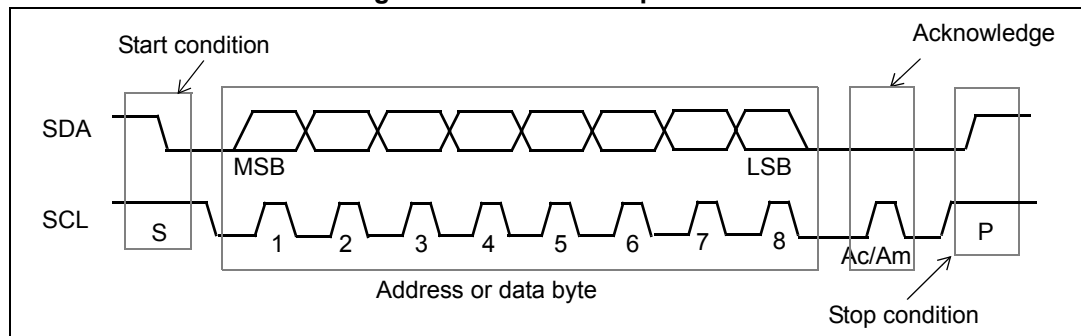 Start condition
Acknowledge
SDA
MSB
LSB
SCL
S
1
2
3
4
5
6
7
8
Ac/Am
P
Address or data byte
Stop condition